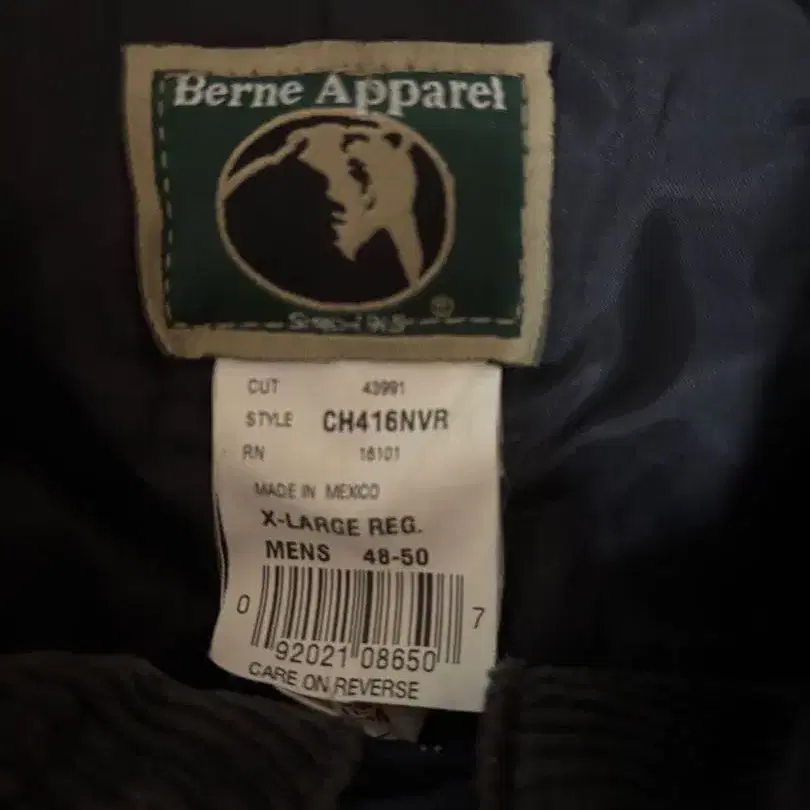 Berne Apparel
®
CUT 43991
STYLE CH416NVR
RN 16101
MADE IN MEXICO
X-LARGE REG.
MENS 48-50
0 92021 08650 7
CARE ON REVERSE